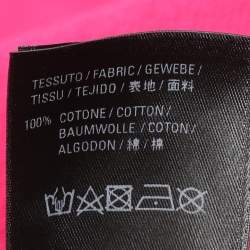 TESSUTO / FABRIC / GEWEBE /
TISSU / TEJIDO / 表地 / 面料
100% COTONE / COTTON /
BAUMWOLLE / COTON /
ALGODON / 綿 / 棉